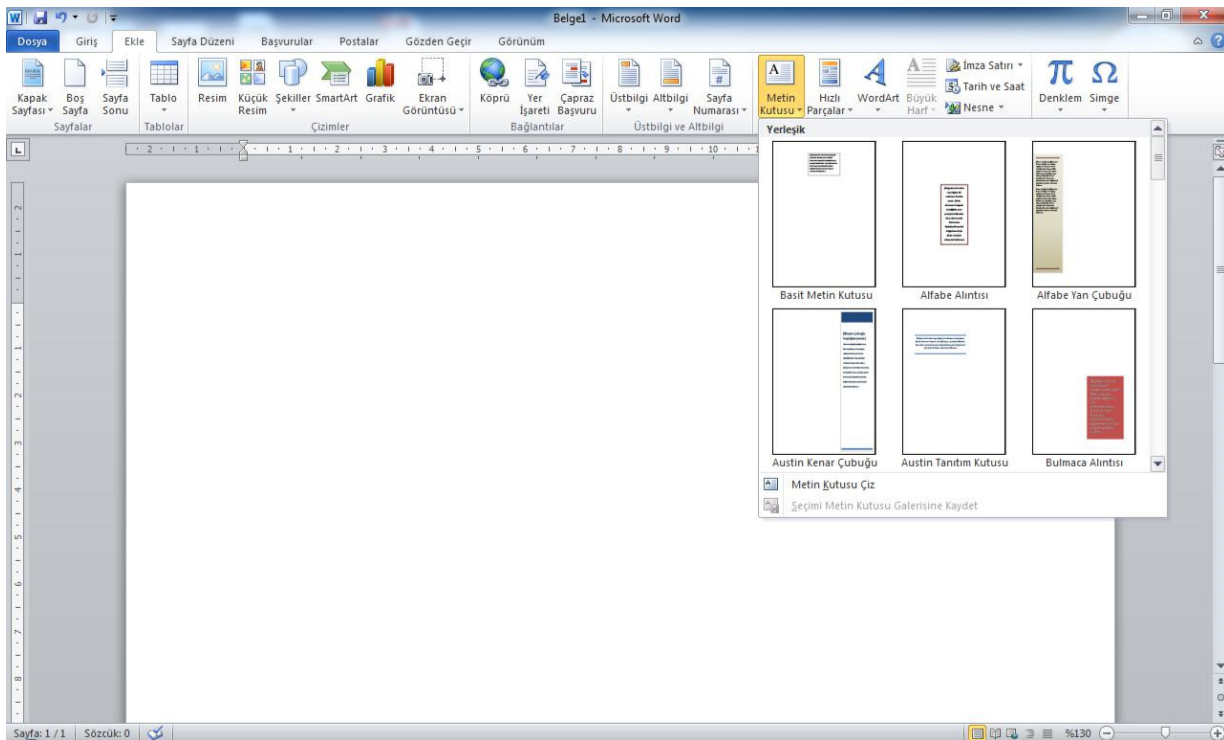 Belge1 - Microsoft Word
Dosya Giriş Ekle Sayfa Düzeni Başvurular Postalar Gözden Geçir Görünüm
Kapak Sayfası
Boş Sayfa
Sayfa Sonu
Tablo
Resim
Küçük Resim
Şekiller
SmartArt
Grafik
Ekran Görüntüsü
Köprü
Yer İşareti
Çapraz Başvuru
Üstbilgi
Altbilgi
Sayfa Numarası
Metin Kutusu
Hızlı Parçalar
WordArt
Büyük Harf
İmza Satırı
Tarih ve Saat
Nesne
Denklem
Simge
Sayfalar Tablolar Çizimler Bağlantılar Üstbilgi ve Altbilgi
Yerleşik
Basit Metin Kutusu Alfabe Alıntısı Alfabe Yan Çubuğu
Austin Kenar Çubuğu Austin Tanıtım Kutusu Bulmaca Alıntısı
Metin Kutusu Çiz
Seçimi Metin Kutusu Galerisine Kaydet
Sayfa: 1 / 1 Sözcük: 0 %130